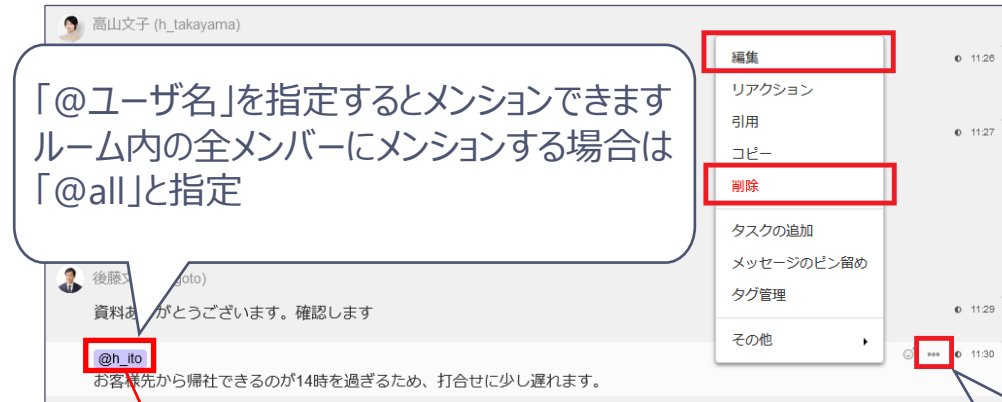 高山文子 (h_takayama)
「@ユーザ名」を指定するとメンションできます
ルーム内の全メンバーにメンションする場合は
「@all」と指定
編集
11:26
リアクション
引用
11:27
コピー
削除
タスクの追加
メッセージのピン留め
タグ管理
その他
後藤 goto)
資料あ がとうございます。確認します
11:29
@h_ito
11:30
お客様先から帰社できるのが14時を過ぎるため、打合せに少し遅れます。